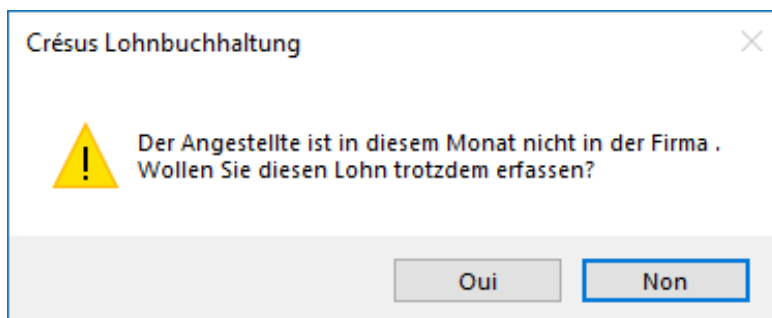 Crésus Lohnbuchhaltung
Der Angestellte ist in diesem Monat nicht in der Firma .
Wollen Sie diesen Lohn trotzdem erfassen?
Oui
Non